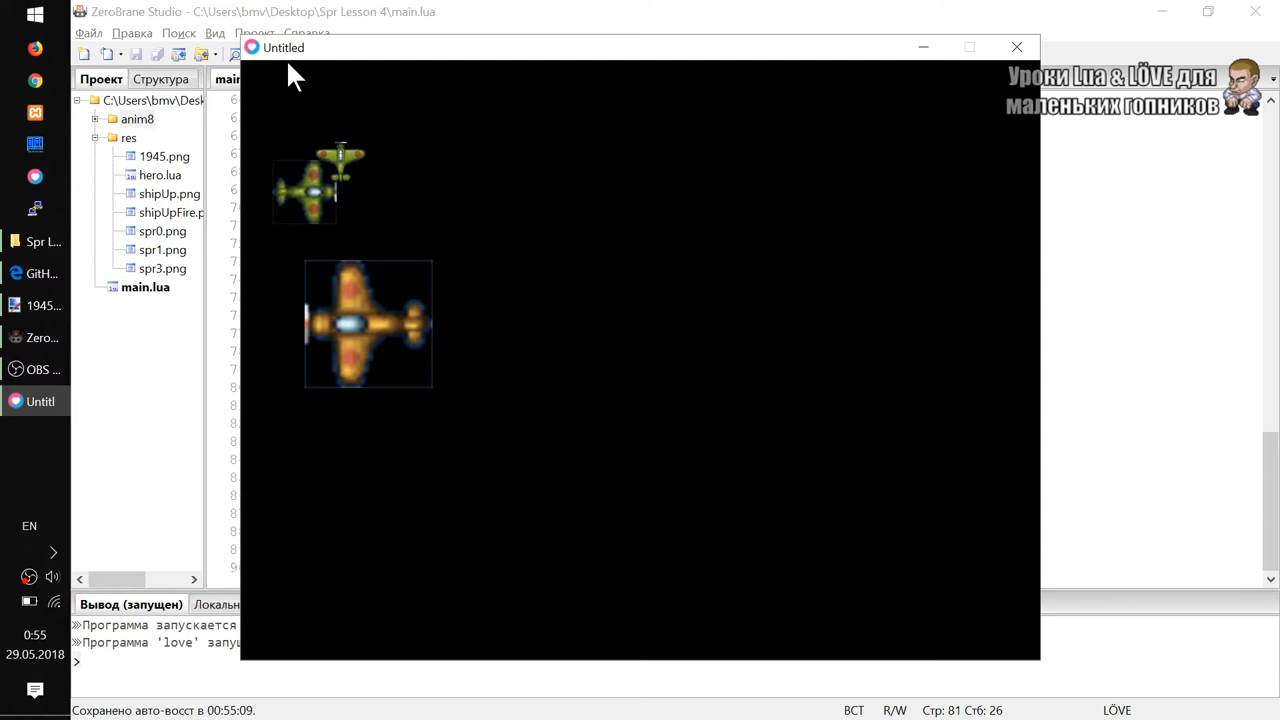 ZeroBrane Studio - C:\Users\bmv\Desktop\Spr Lesson 4\main.lua
Файл Правка Поиск Вид Проект Справка
Untitled
Проект Структура
Уроки Lua & LÖVE для
маленьких гопников
C:\Users\bmv\Desk
anim8
res
1945.png
hero.lua
shipUp.png
shipUpFire.p
spr0.png
spr1.png
spr3.png
main.lua
Spr L...
GitH...
1945...
Zero...
OBS ...
Untitl
EN
0:55
29.05.2018
Вывод (запущен)
Программа запускается
Программа 'love' запу
Сохранено авто-восст в 00:55:09.
ВСТ
R/W
Стр: 81 Стб: 26
LÖVE